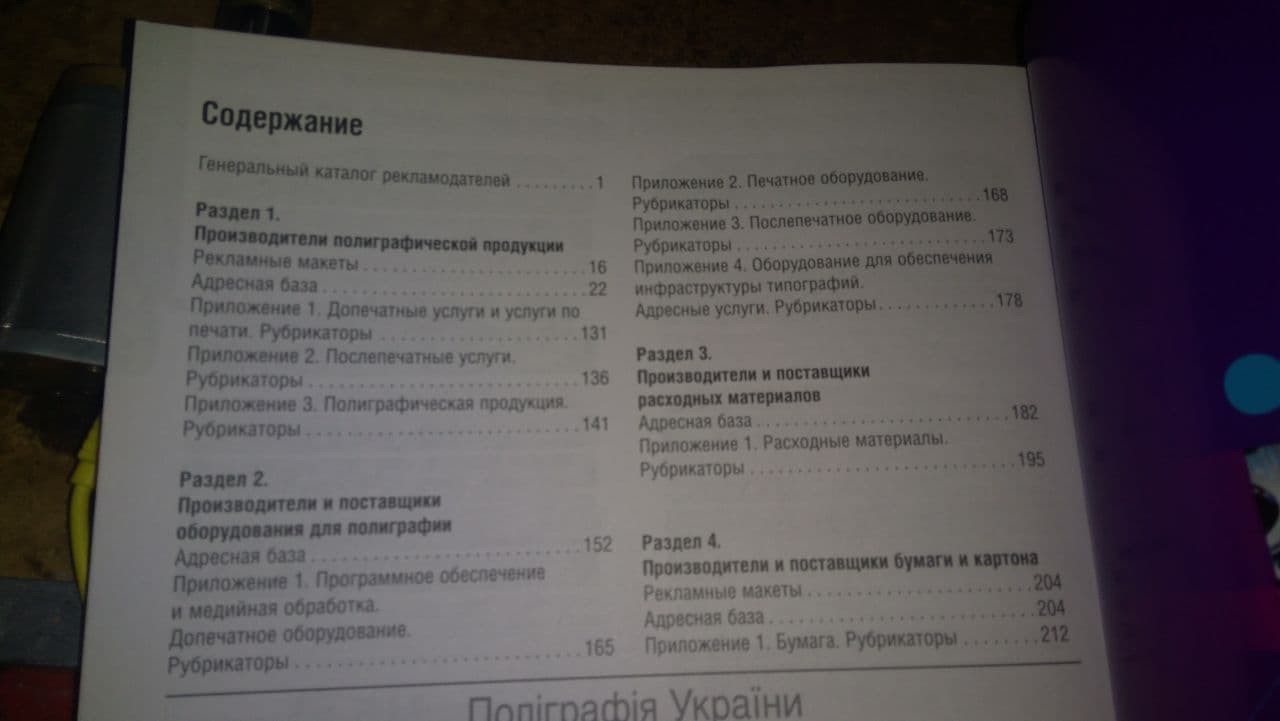 Содержание
Генеральный каталог рекламодателей . . . . . . . . . 1
Раздел 1.
Производители полиграфической продукции
Рекламные макеты . . . . . . . . . . . . . . . . . . . . . . . . . 16
Адресная база . . . . . . . . . . . . . . . . . . . . . . . . . . . . . 22
Приложение 1. Допечатные услуги и услуги по
печати. Рубрикаторы . . . . . . . . . . . . . . . . . . . . . . 131
Приложение 2. Послепечатные услуги.
Рубрикаторы . . . . . . . . . . . . . . . . . . . . . . . . . . . . . 136
Приложение 3. Полиграфическая продукция.
Рубрикаторы . . . . . . . . . . . . . . . . . . . . . . . . . . . . . 141
Раздел 2.
Производители и поставщики
оборудования для полиграфии
Адресная база . . . . . . . . . . . . . . . . . . . . . . . . . . . . 152
Приложение 1. Программное обеспечение
и медийная обработка.
Допечатное оборудование.
Рубрикаторы . . . . . . . . . . . . . . . . . . . . . . . . . . . . . 165
Приложение 2. Печатное оборудование.
Рубрикаторы . . . . . . . . . . . . . . . . . . . . . . . . . . . . . 168
Приложение 3. Послепечатное оборудование.
Рубрикаторы . . . . . . . . . . . . . . . . . . . . . . . . . . . . . 173
Приложение 4. Оборудование для обеспечения
инфраструктуры типографий.
Адресные услуги. Рубрикаторы . . . . . . . . . . . . . 178
Раздел 3.
Производители и поставщики
расходных материалов
Адресная база . . . . . . . . . . . . . . . . . . . . . . . . . . . . 182
Приложение 1. Расходные материалы.
Рубрикаторы . . . . . . . . . . . . . . . . . . . . . . . . . . . . . 195
Раздел 4.
Производители и поставщики бумаги и картона
Рекламные макеты . . . . . . . . . . . . . . . . . . . . . . . . 204
Адресная база . . . . . . . . . . . . . . . . . . . . . . . . . . . . 204
Приложение 1. Бумага. Рубрикаторы . . . . . . . . 212
Поліграфія України